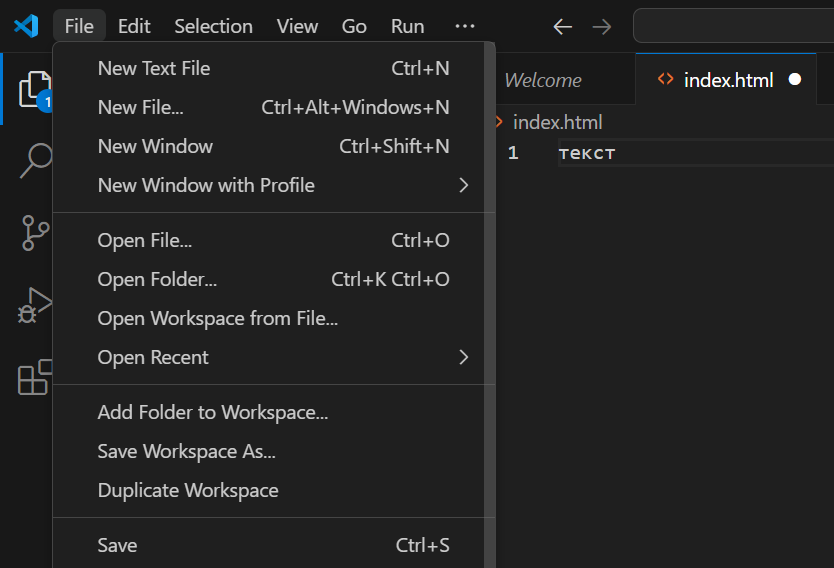 File Edit Selection View Go Run ...
New Text File Ctrl+N
New File... Ctrl+Alt+Windows+N
New Window Ctrl+Shift+N
New Window with Profile
Open File... Ctrl+O
Open Folder... Ctrl+K Ctrl+O
Open Workspace from File...
Open Recent
Add Folder to Workspace...
Save Workspace As...
Duplicate Workspace
Save Ctrl+S
1
Welcome
index.html
index.html
1 текст